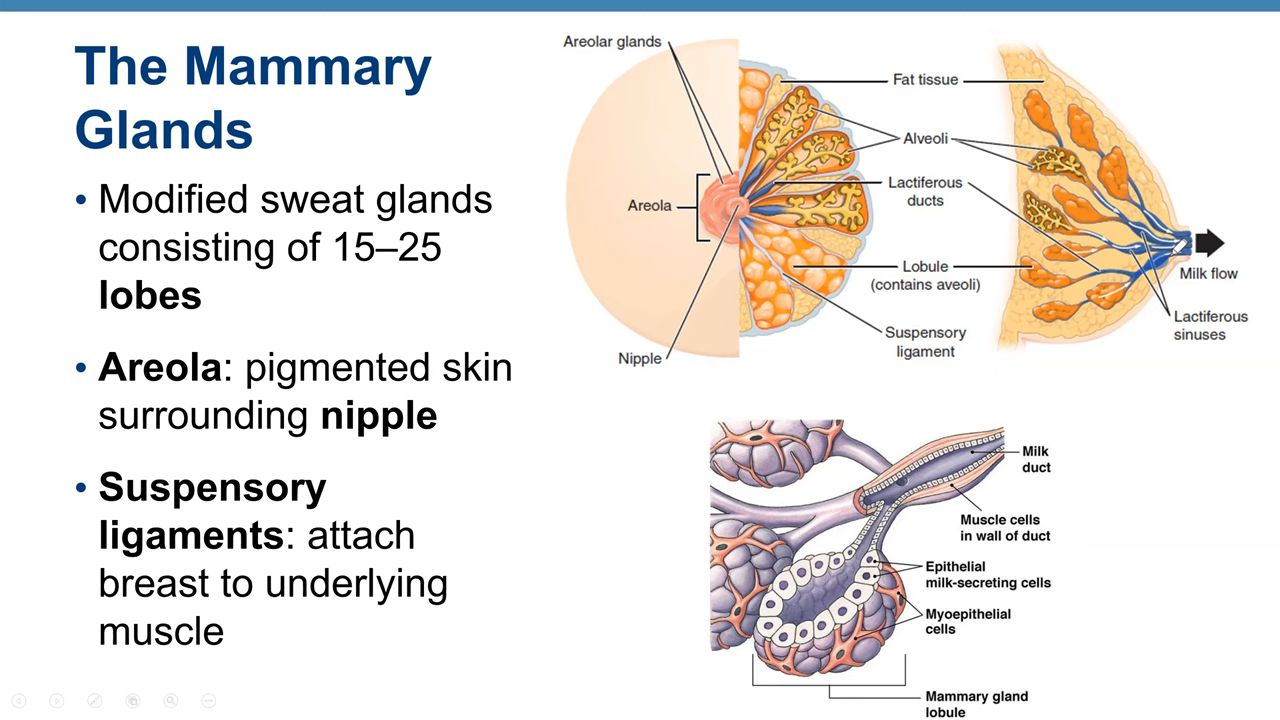 The Mammary
Glands
• Modified sweat glands
consisting of 15–25
lobes
• Areola: pigmented skin
surrounding nipple
• Suspensory
ligaments: attach
breast to underlying
muscle
Areolar glands
Areola
Nipple
Fat tissue
Alveoli
Lactiferous
ducts
Lobule
(contains aveoli)
Suspensory
ligament
Milk flow
Lactiferous
sinuses
Milk
duct
Muscle cells
in wall of duct
Epithelial
milk-secreting cells
Myoepithelial
cells
Mammary gland
lobule